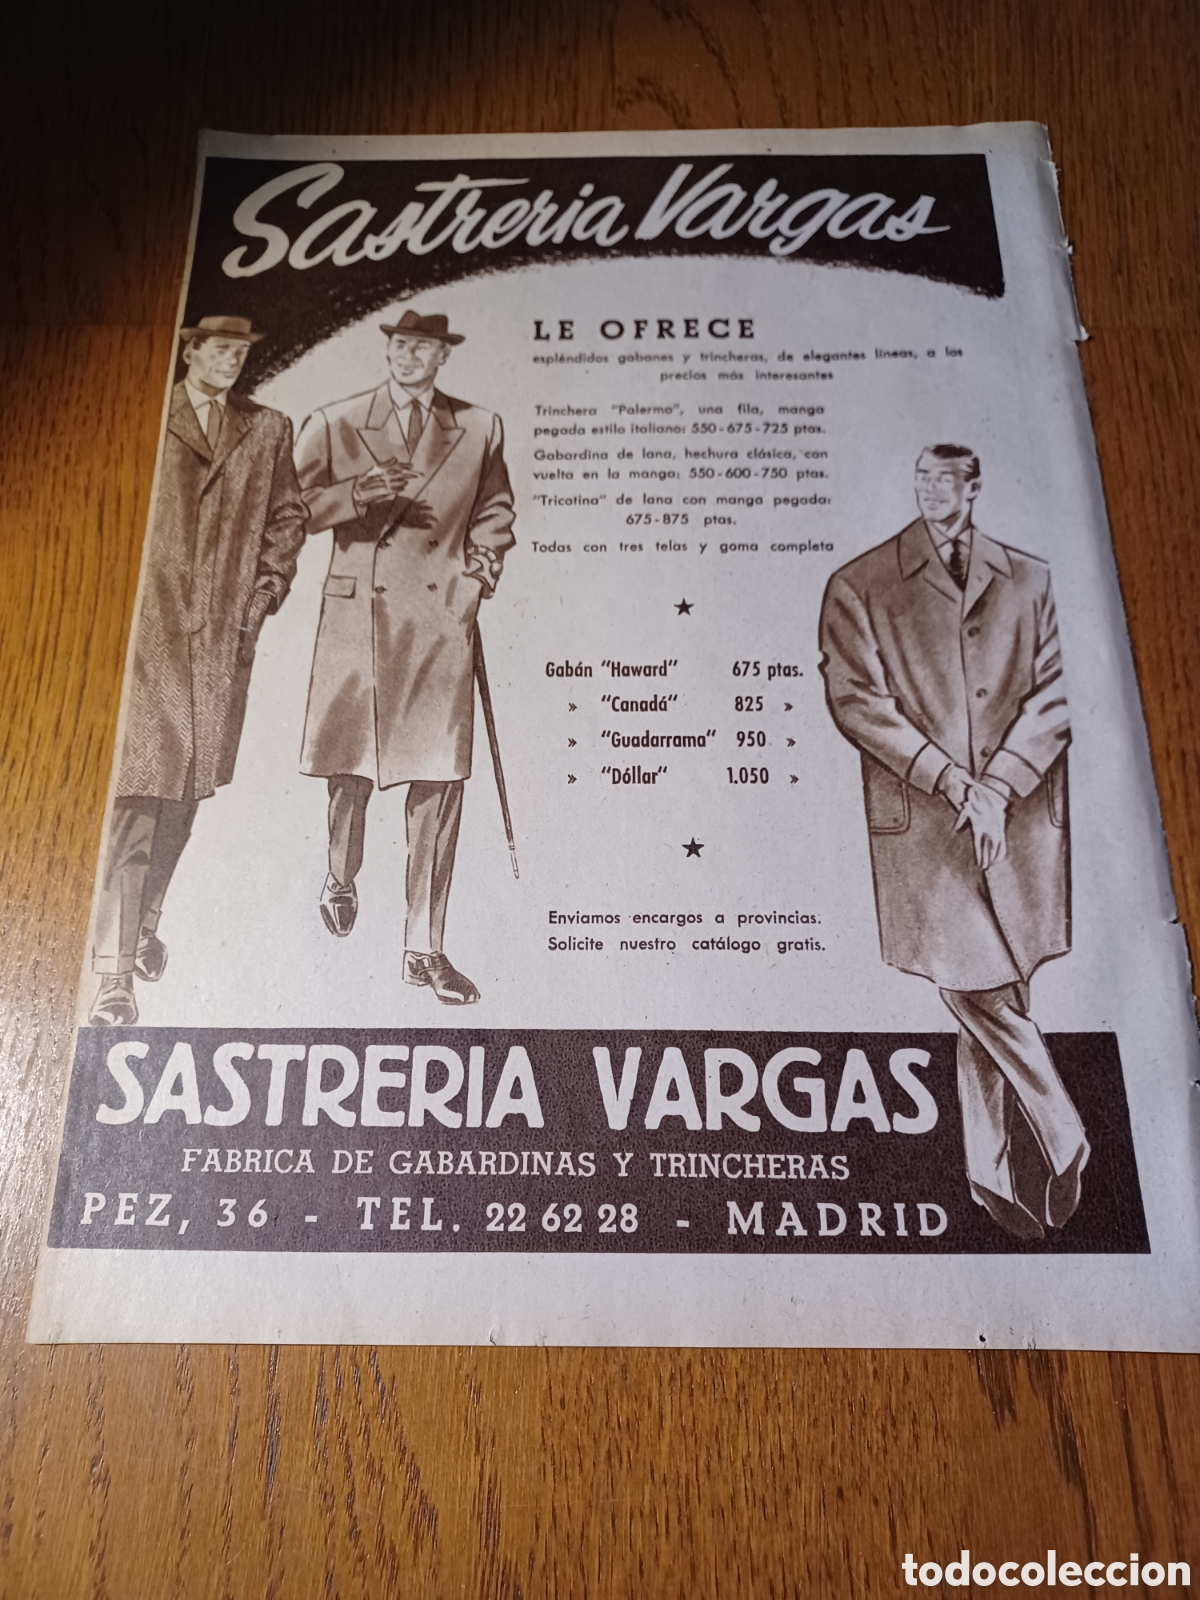 Sastreria Vargas
LE OFRECE
espléndidos gabanes y trincheras, de elegantes líneas, a los
precios más interesantes
Trinchera "Palermo", una fila, manga
pegada estilo italiano: 550-675-725 ptas.
Gabardina de lana, hechura clásica, con
vuelta en la manga: 550-600-750 ptas.
"Tricotina" de lana con manga pegada:
675-875 ptas.
Todas con tres telas y goma completa
★
Gabán "Haward" 675 ptas.
» "Canadá" 825 »
» "Guadarrama" 950 »
» "Dóllar" 1.050 »
★
Enviamos encargos a provincias.
Solicite nuestro catálogo gratis.
SASTRERIA VARGAS
FABRICA DE GABARDINAS Y TRINCHERAS
PEZ, 36 - TEL. 22 62 28 - MADRID
todocoleccion